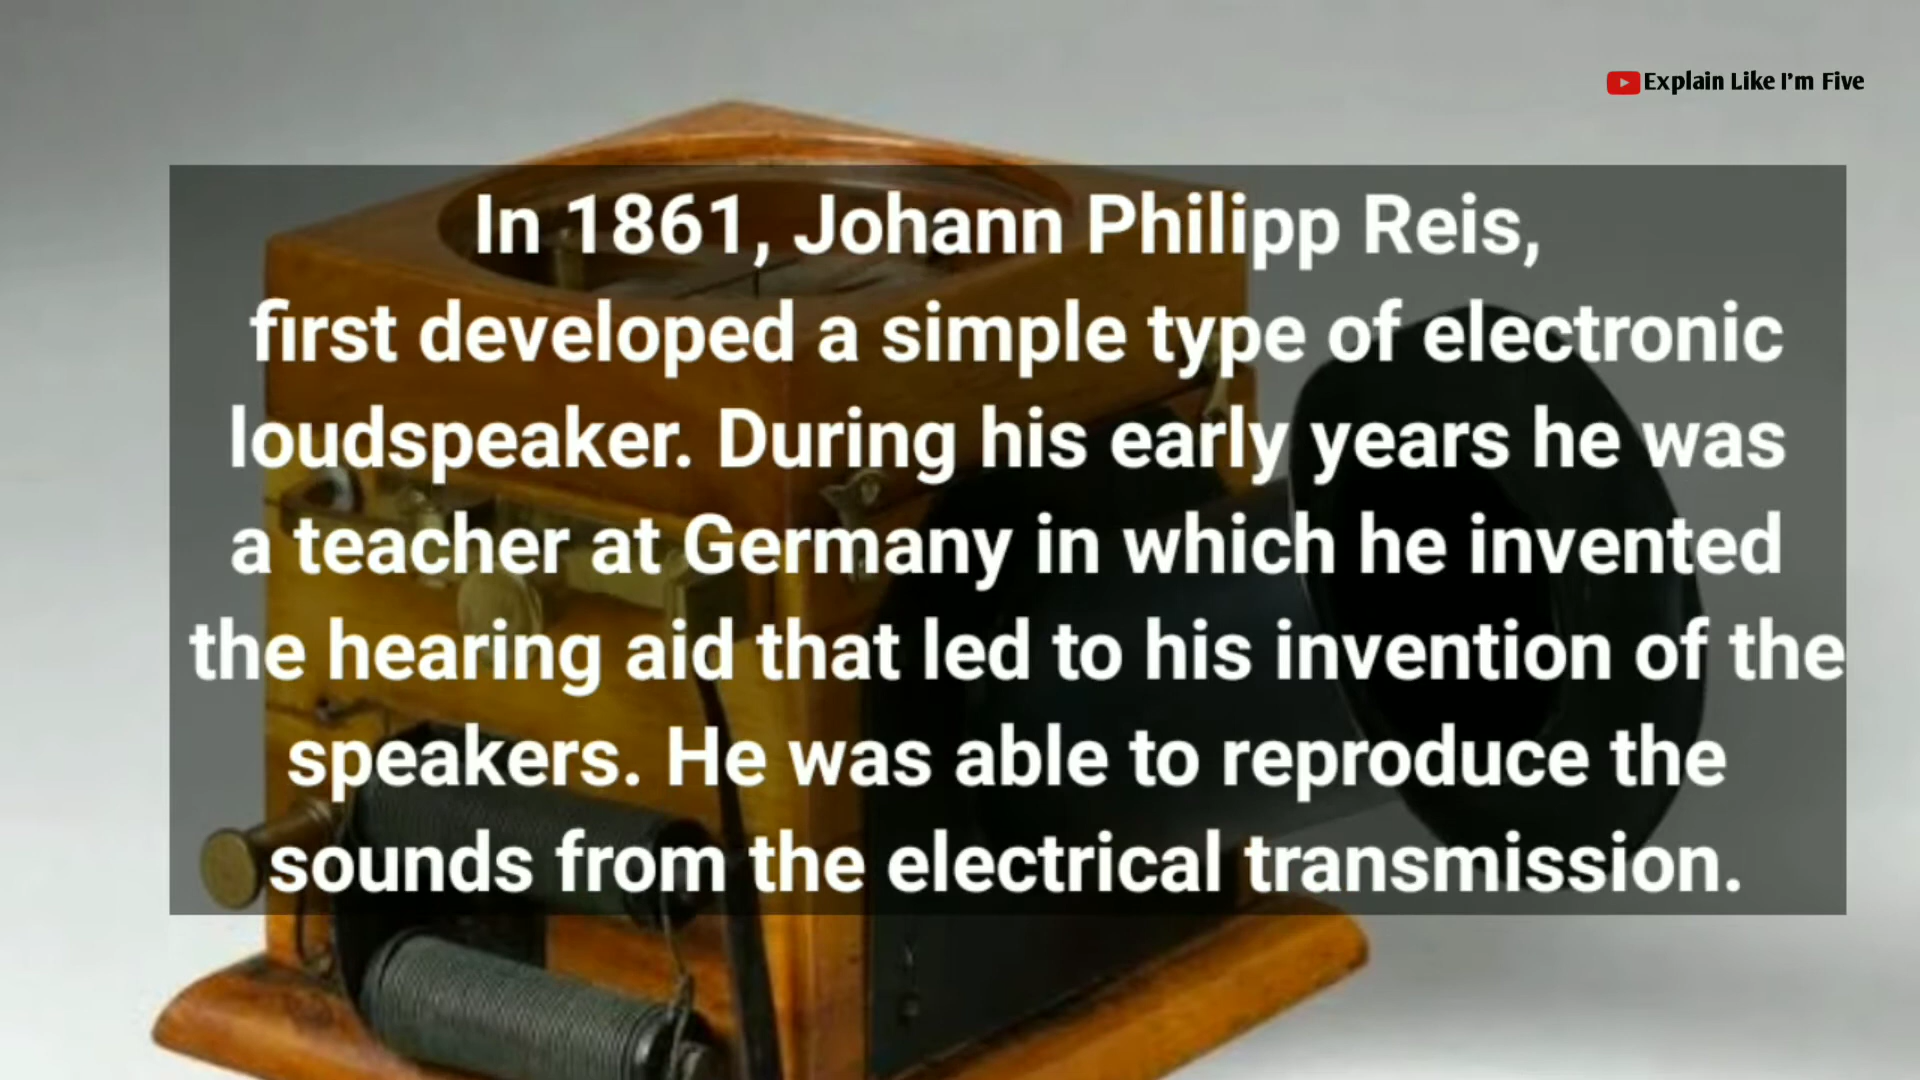 Explain Like I'm Five
In 1861, Johann Philipp Reis,
first developed a simple type of electronic
loudspeaker. During his early years he was
a teacher at Germany in which he invented
the hearing aid that led to his invention of the
speakers. He was able to reproduce the
sounds from the electrical transmission.